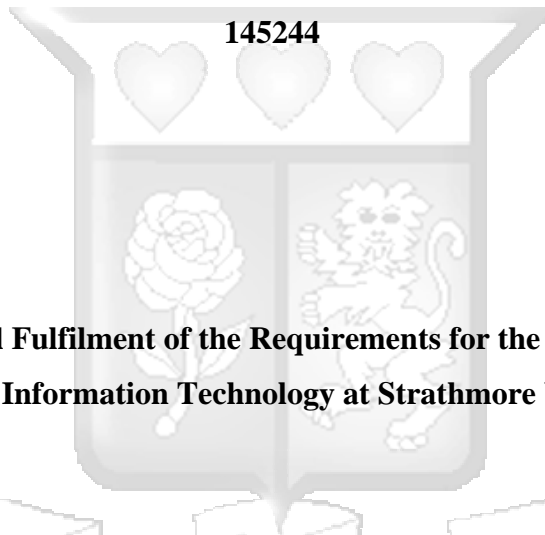 145244
l Fulfilment of the Requirements for the
Information Technology at Strathmore